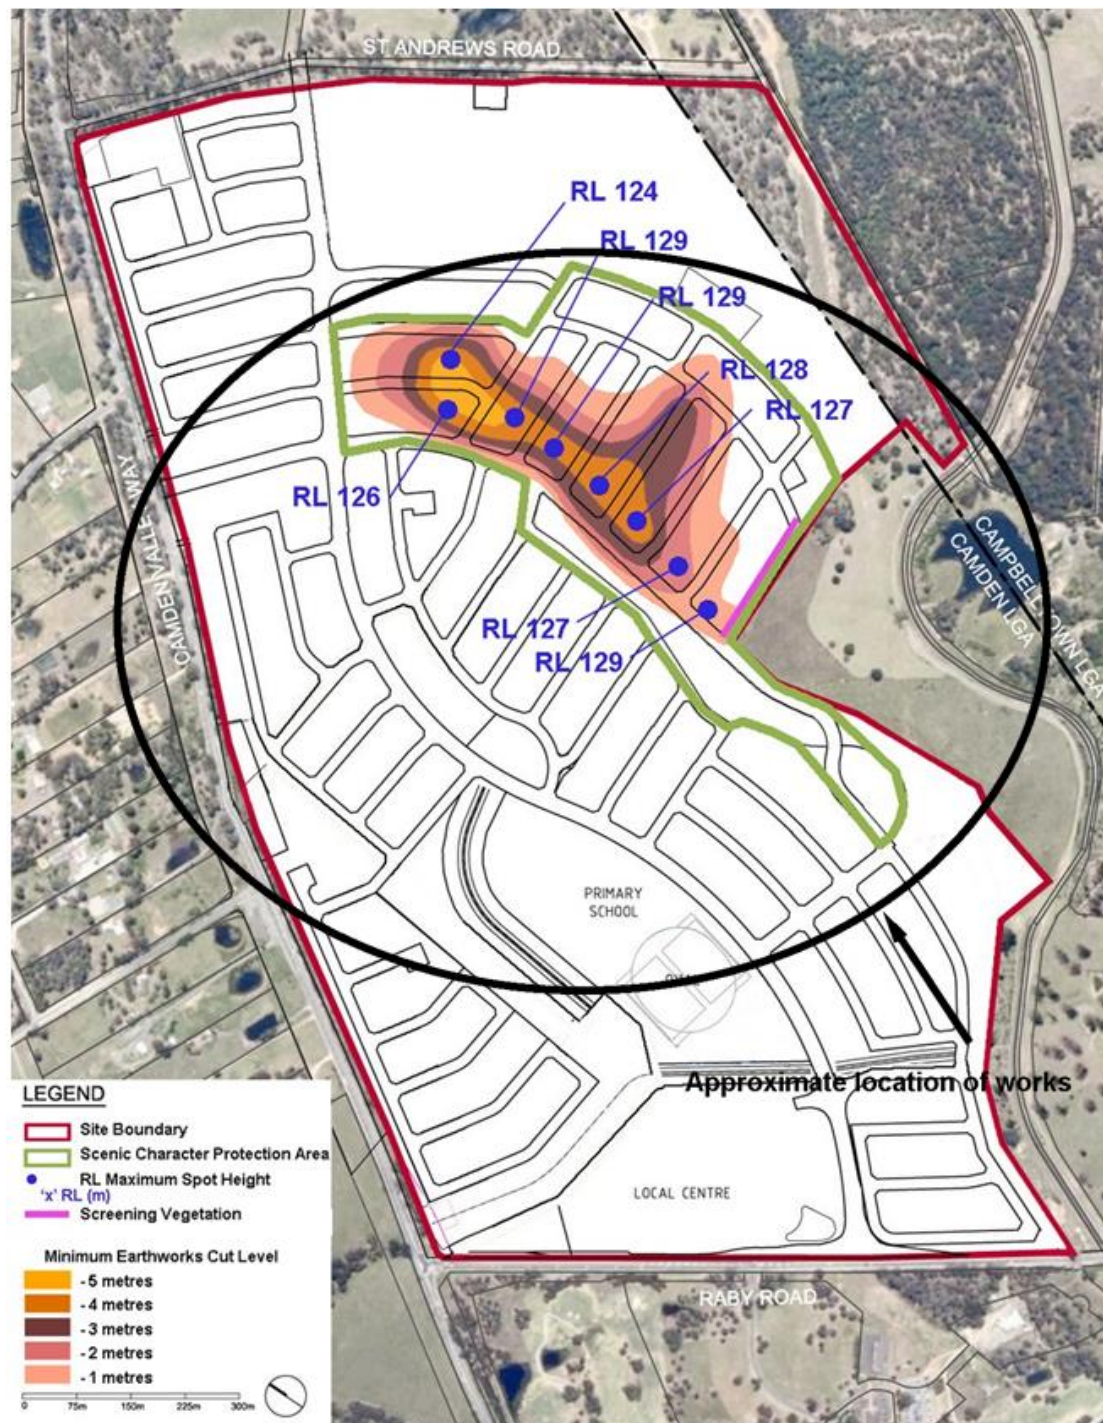 ST ANDREWS ROAD
RL 124
RL 129
RL 129
RL 128
RL 127
RL 126
CAMDEN VALLEY WAY
CAMPBELLTOWN LGA
CAMDEN LGA
RL 127
RL 129
PRIMARY
SCHOOL
OVAL
Approximate location of works
LOCAL CENTRE
RABY ROAD
LEGEND
Site Boundary
Scenic Character Protection Area
RL Maximum Spot Height
'x' RL (m)
Screening Vegetation
Minimum Earthworks Cut Level
- 5 metres
- 4 metres
- 3 metres
- 2 metres
- 1 metres
0 75m 150m 225m 300m